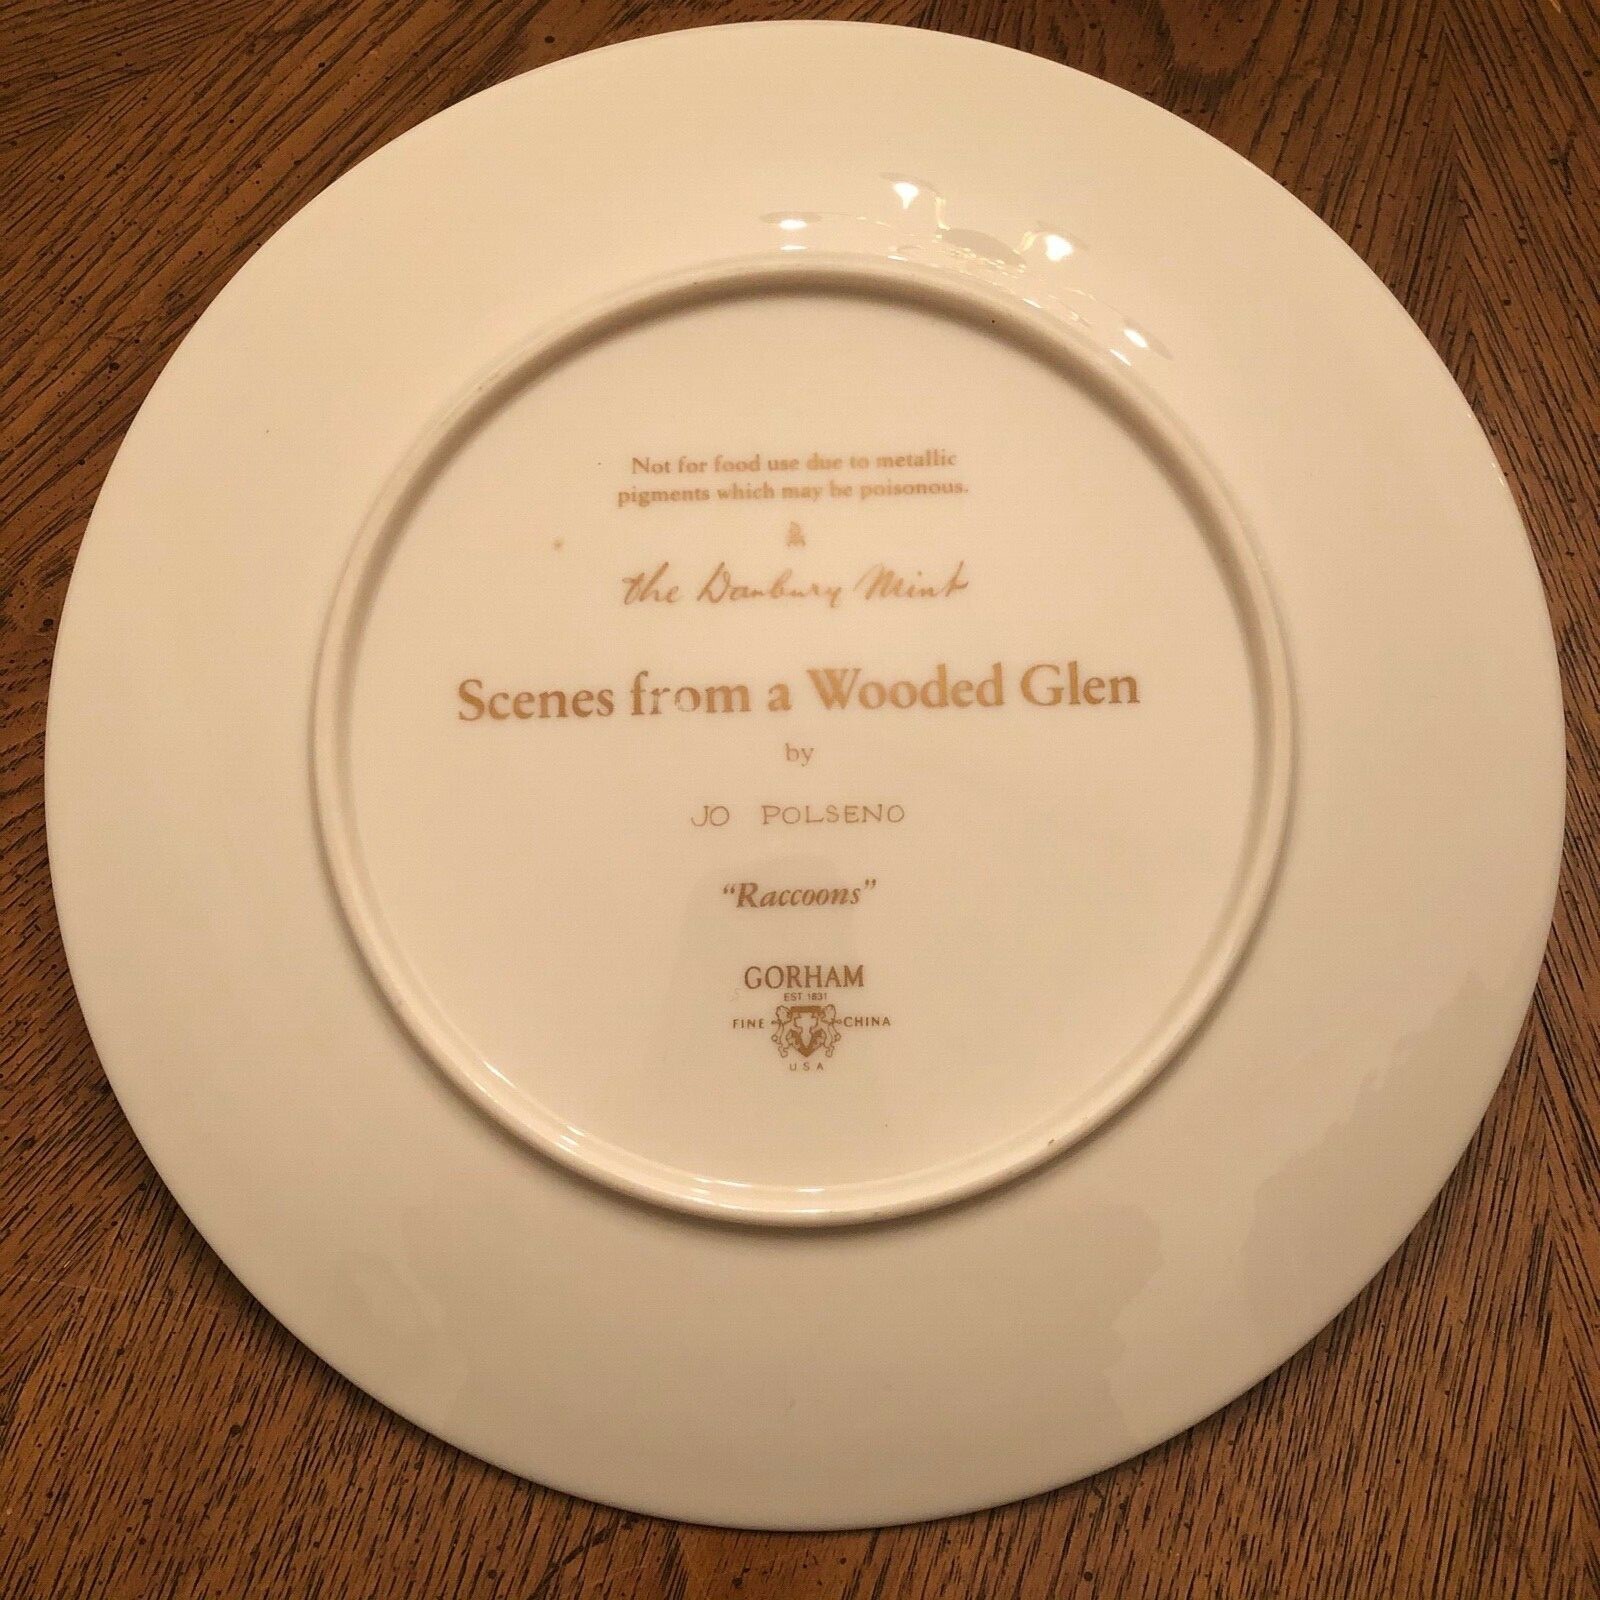 Not for food use due to metallic
pigments which may be poisonous.
the Danbury Mint
Scenes from a Wooded Glen
by
JO POLSENO
“Raccoons”
GORHAM
EST 1831
FINE CHINA
U.S.A